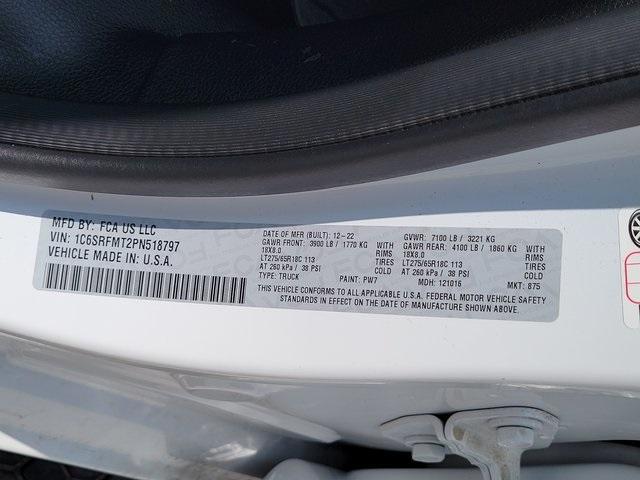 MFD BY: FCA US LLC
VIN: 1C6SRFMT2PN518797
VEHICLE MADE IN: U.S.A.
DATE OF MFR (BUILT): 12-22
GAWR FRONT: 3900 LB / 1770 KG WITH
18X8.0 RIMS
LT275/65R18C 113 TIRES
AT 260 kPa / 38 PSI COLD
TYPE: TRUCK PAINT: PW7
GVWR: 7100 LB / 3221 KG
GAWR REAR: 4100 LB / 1860 KG WITH
18X8.0 RIMS
LT275/65R18C 113 TIRES
AT 260 kPa / 38 PSI COLD
MDH: 121016 MKT: 875
THIS VEHICLE CONFORMS TO ALL APPLICABLE U.S.A. FEDERAL MOTOR VEHICLE SAFETY
STANDARDS IN EFFECT ON THE DATE OF MANUFACTURE SHOWN ABOVE.